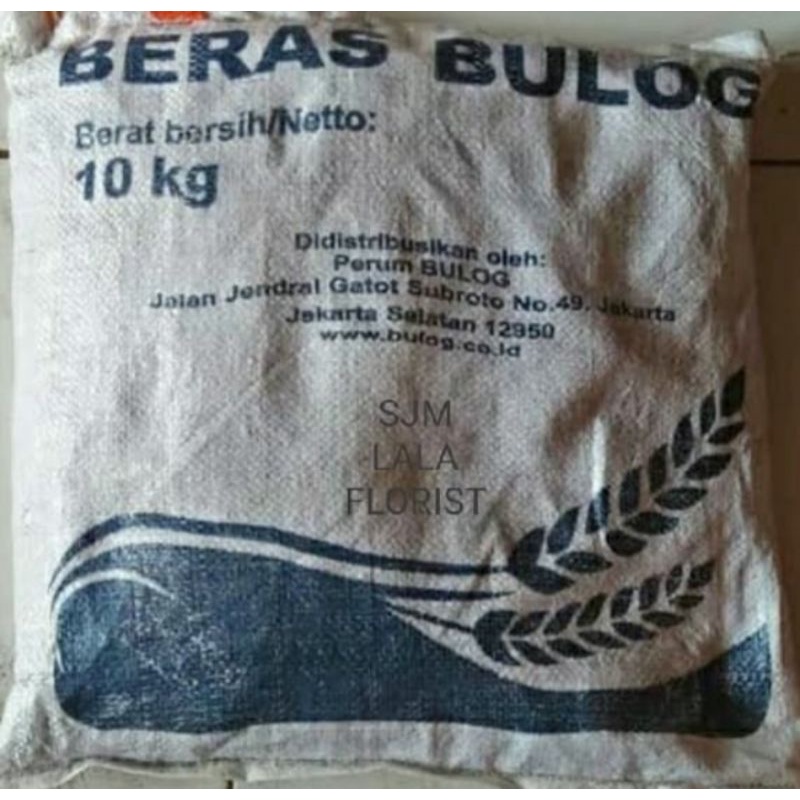 BERAS BULOG
Berat bersih/Netto:
10 kg
Didistribusikan oleh:
Perum BULOG
Jalan Jendral Gatot Subroto No.49. Jakarta
Jakarta Selatan 12950
www.bulog.co.id
SJM
LALA
FLORIST